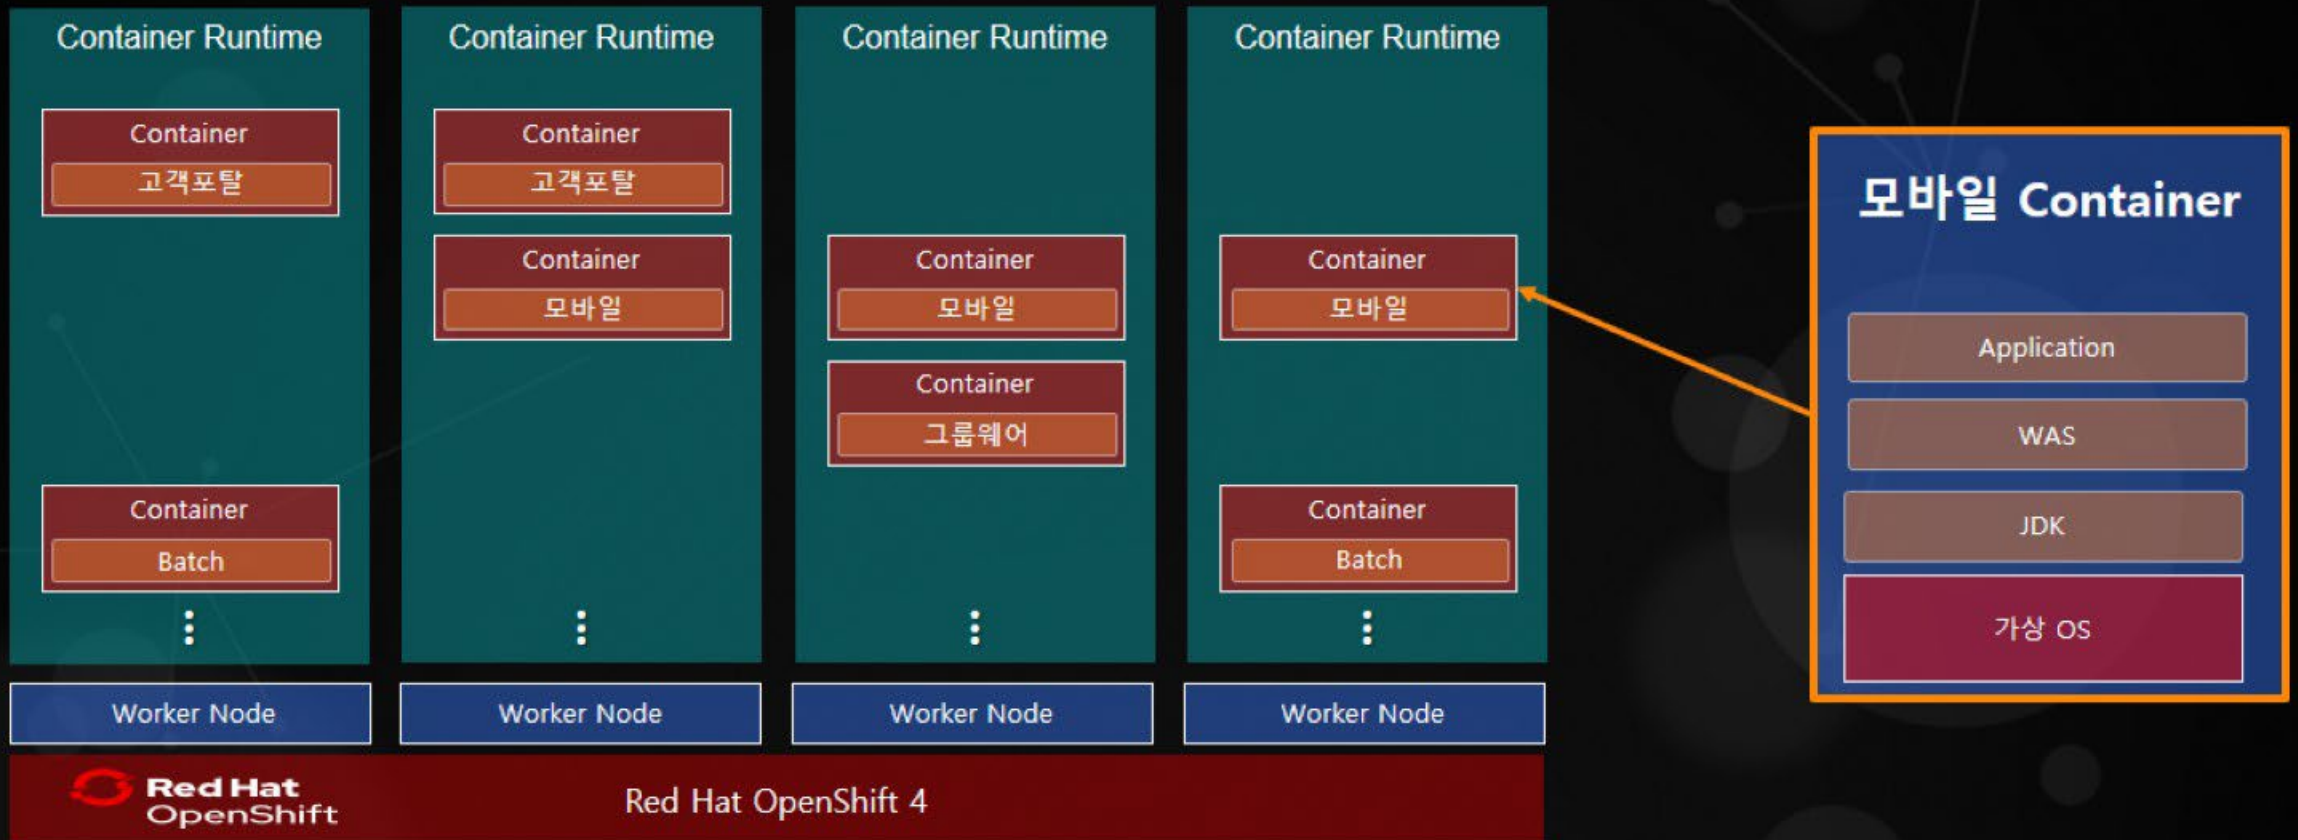 Container Runtime
Container
고객포탈
Container
Batch
Worker Node
Container Runtime
Container
고객포탈
Container
모바일
Worker Node
Container Runtime
Container
모바일
Container
그룹웨어
Worker Node
Container Runtime
Container
모바일
Container
Batch
Worker Node
Red Hat
OpenShift
Red Hat OpenShift 4
모바일 Container
Application
WAS
JDK
가상 OS